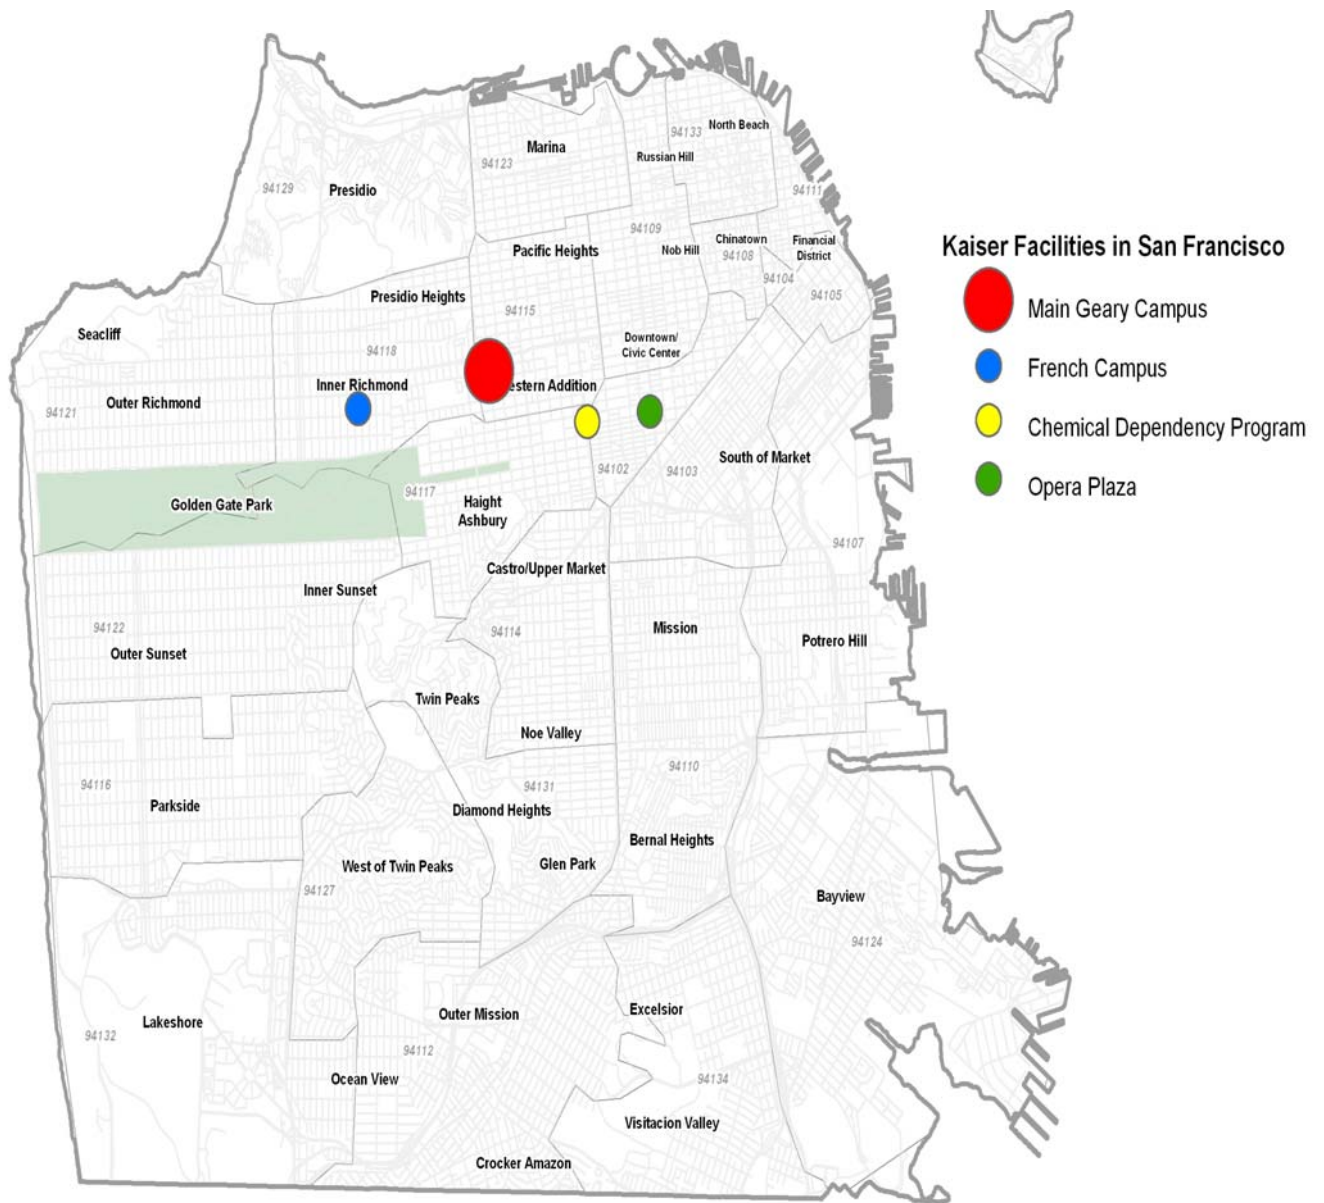 94133
North Beach
Marina
Russian Hill
94123
94129
Presidio
94111
94109
Pacific Heights
Nob Hill
Chinatown
94108
Financial
District
94104
94105
Presidio Heights
94115
Seacliff
94118
Downtown/
Civic Center
Inner Richmond
estern Addition
Outer Richmond
94121
94102
94103
South of Market
94117
Golden Gate Park
Haight
Ashbury
94107
Castro/Upper Market
Inner Sunset
94122
94114
Mission
Potrero Hill
Outer Sunset
Twin Peaks
Noe Valley
94116
94131
94110
Parkside
Diamond Heights
Bernal Heights
West of Twin Peaks
Glen Park
94127
Bayview
94124
Lakeshore
94132
Outer Mission
Excelsior
94112
Ocean View
94134
Visitacion Valley
Crocker Amazon
Kaiser Facilities in San Francisco
Main Geary Campus
French Campus
Chemical Dependency Program
Opera Plaza